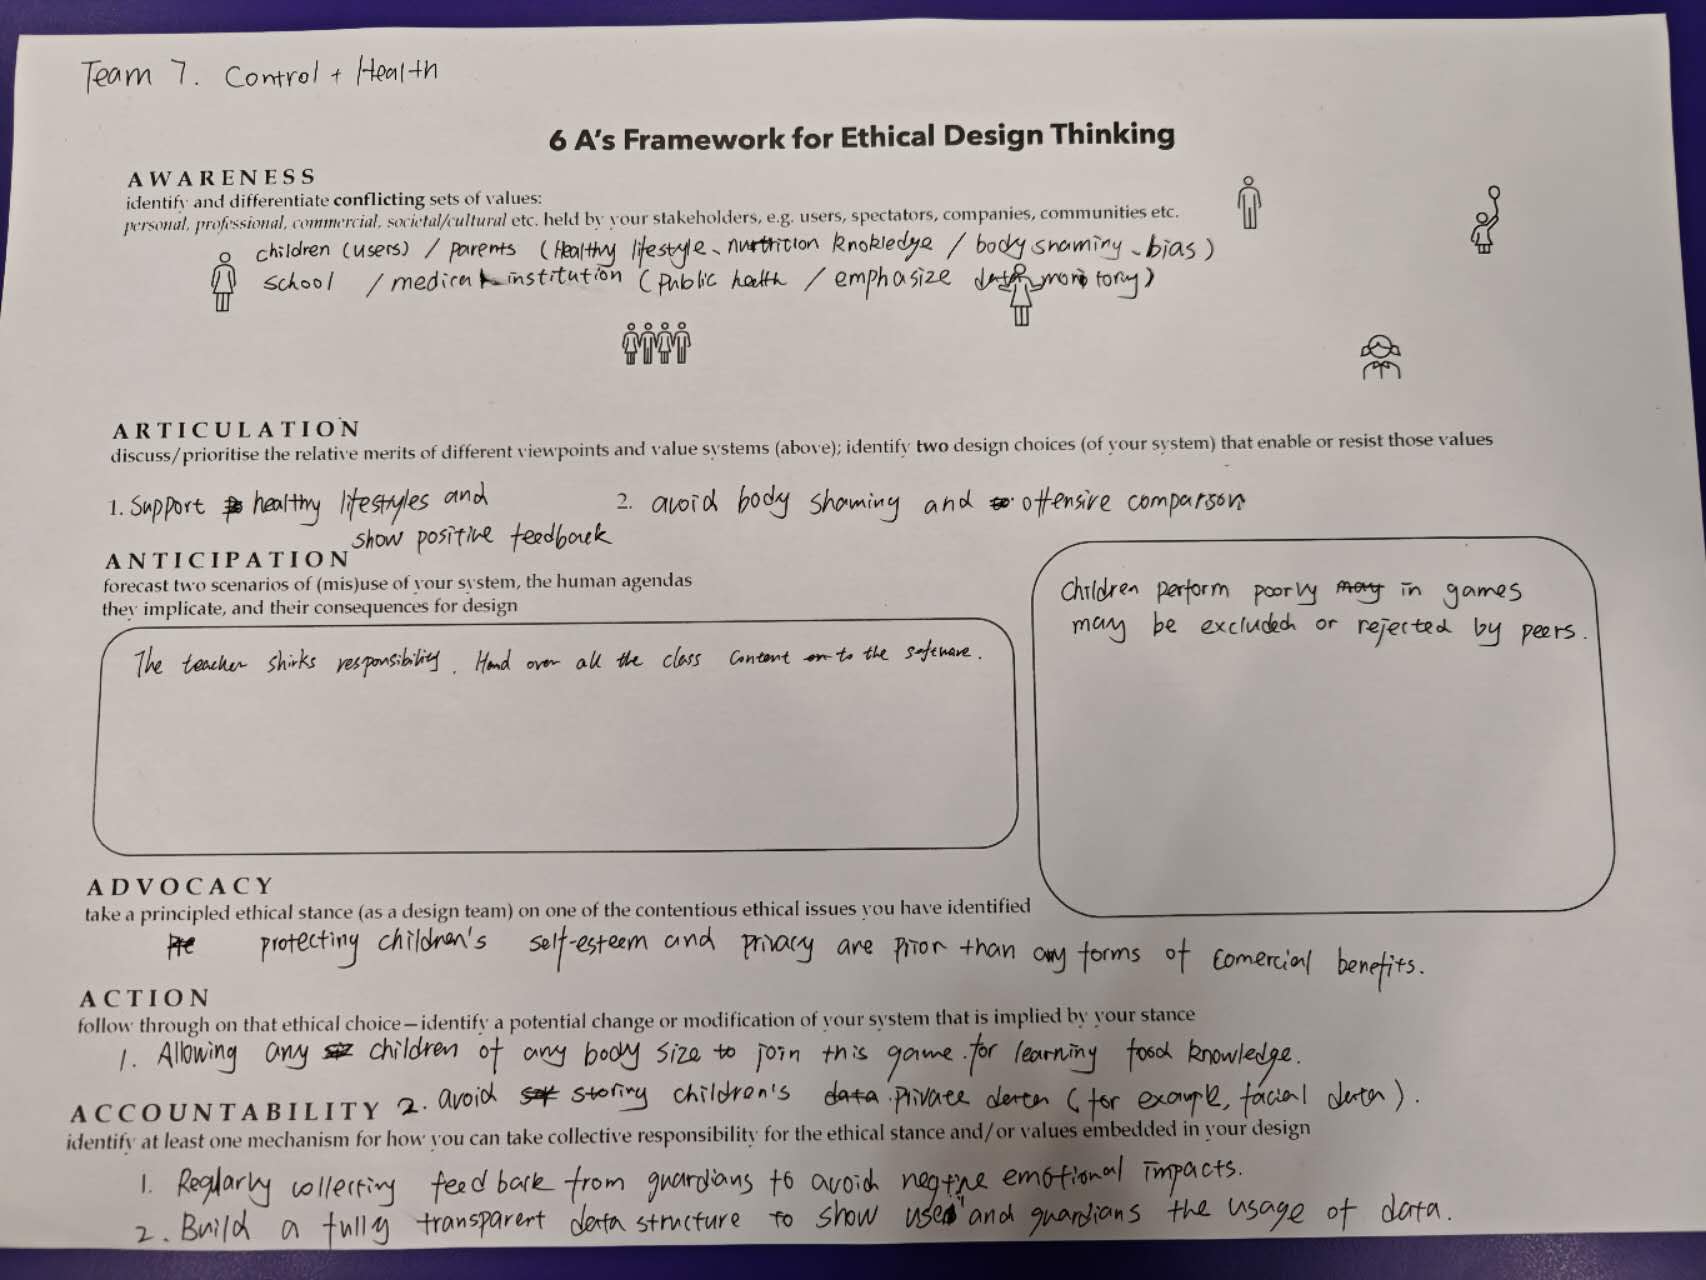 Team 7. Control + Health
6 A's Framework for Ethical Design Thinking
AWARENESS
identify and differentiate conflicting sets of values:
personal, professional, commercial, societal/cultural etc. held by your stakeholders, e.g. users, spectators, companies, communities etc.
children (users) / parents (Healthy lifestyle、nutrition knokledge / body shaming、bias)
school / medical institution (public health / emphasize data monitoring)
ARTICULATION
discuss/prioritise the relative merits of different viewpoints and value systems (above); identify two design choices (of your system) that enable or resist those values
1. Support healthy lifestyles and
show positive feedback
2. avoid body shaming and offensive comparison
ANTICIPATION
forecast two scenarios of (mis)use of your system, the human agendas
they implicate, and their consequences for design
The teacher shirks responsibility. Hand over all the class content to the software.
Children perform poorly in games
may be excluded or rejected by peers.
ADVOCACY
take a principled ethical stance (as a design team) on one of the contentious ethical issues you have identified
protecting children's self-esteem and privacy are prior than any forms of comercial benefits.
ACTION
follow through on that ethical choice—identify a potential change or modification of your system that is implied by your stance
1. Allowing any children of any body size to join this game for learning food knowledge.
2. avoid storing children's private data (for example, facial data).
ACCOUNTABILITY
identify at least one mechanism for how you can take collective responsibility for the ethical stance and/or values embedded in your design
1. Reglarly collecting feedback from guardians to avoid negtive emotional impacts.
2. Build a fully transparent data structure to show users and guardians the usage of data.